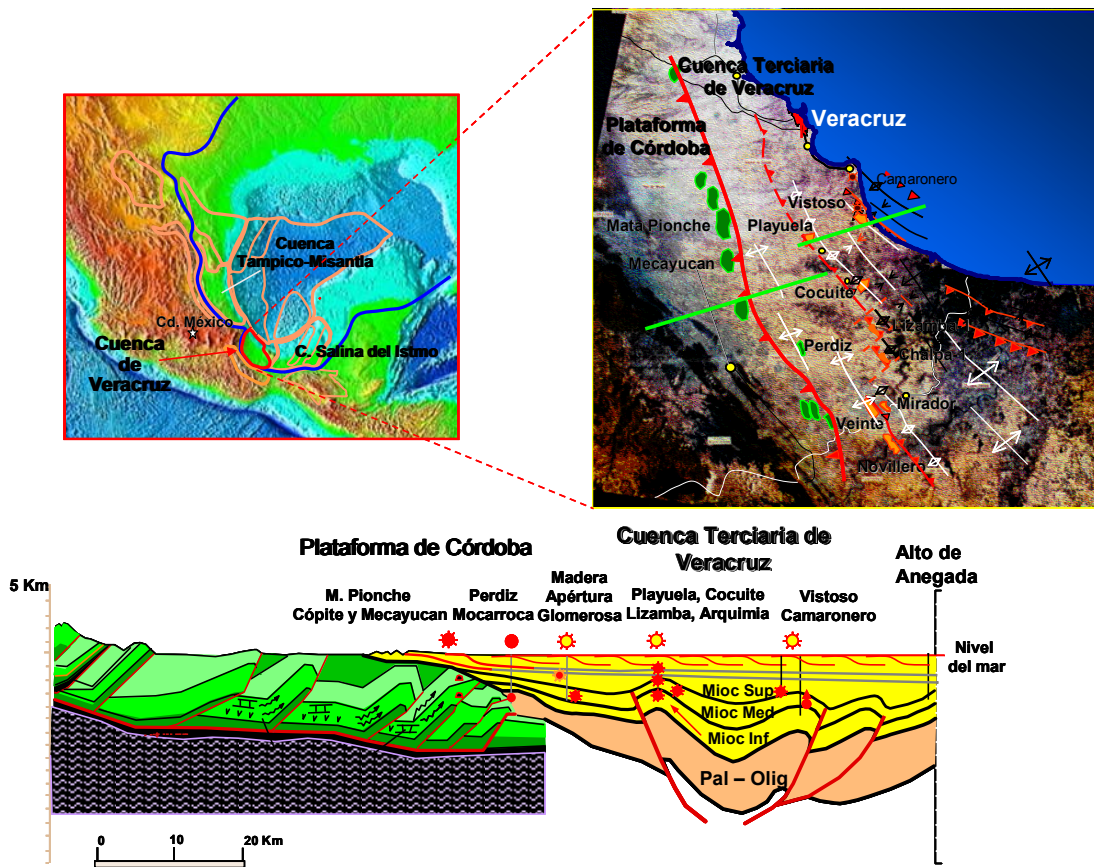 Cuenca
Tampico-Misantla
Cd. México
Cuenca
de
Veracruz
C. Salina del Istmo
Cuenca Terciaria
de Veracruz
Veracruz
Plataforma
de Córdoba
Camaronero
Vistoso
Mata Pionche
Playuela
Mecayucan
Cocuite
Lizamba-1
Perdiz
Chalpa-1
Mirador
Veinte
Novillero
Plataforma de Córdoba
Cuenca Terciaria de
Veracruz
Alto de
Anegada
5 Km
M. Pionche
Cópite y Mecayucan
Perdiz
Mocarroca
Madera
Apértura
Glomerosa
Playuela, Cocuite
Lizamba, Arquimia
Vistoso
Camaronero
Nivel
del mar
Mioc Sup
Mioc Med
Mioc Inf
Pal – Olig
0 10 20 Km